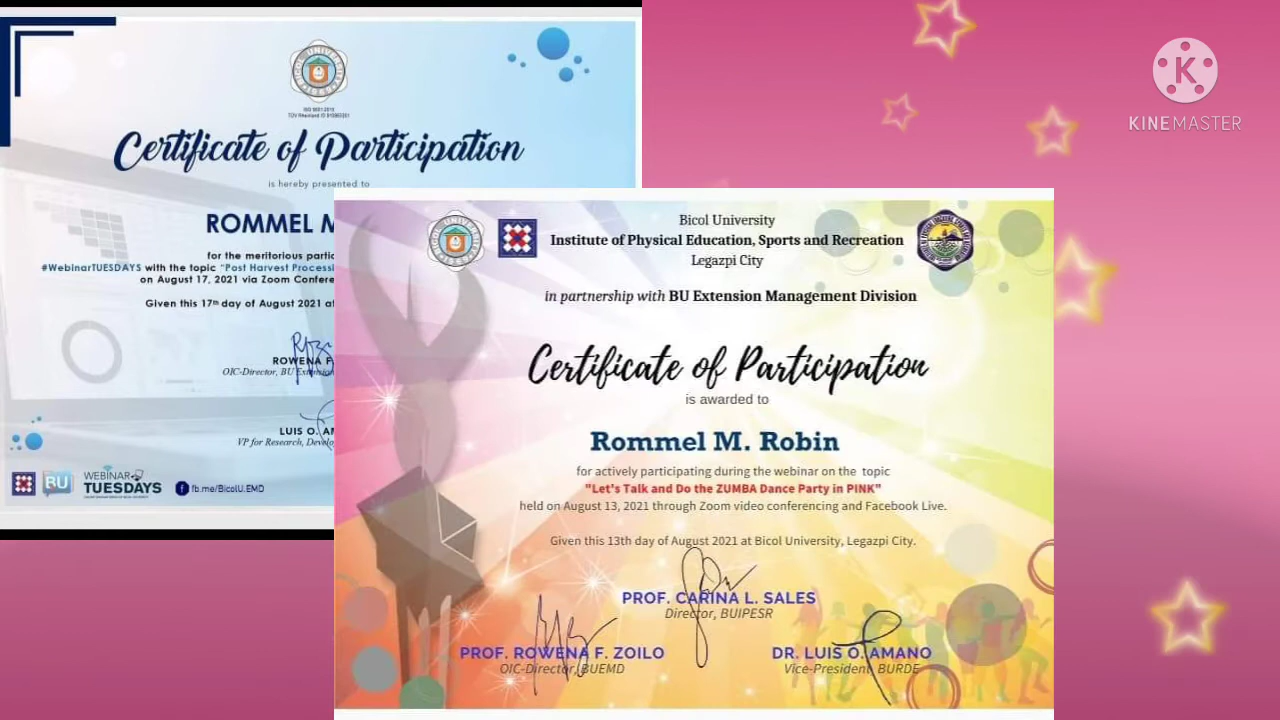 KINEMASTER
Certificate of Participation
is hereby presented to
ROMMEL M
for the meritorious partic
#WebinarTUESDAYS with the topic "Post Harvest Processi
on August 17, 2021 via Zoom Confere
Given this 17th day of August 2021 at
ROWENA F.
OIC-Director, BU Extension
LUIS O. AM
VP for Research, Develo
BU
WEBINAR
TUESDAYS
fb.me/BicolU.EMD
Bicol University
Institute of Physical Education, Sports and Recreation
Legazpi City
in partnership with BU Extension Management Division
Certificate of Participation
is awarded to
Rommel M. Robin
for actively participating during the webinar on the topic
"Let's Talk and Do the ZUMBA Dance Party in PINK"
held on August 13, 2021 through Zoom video conferencing and Facebook Live.
Given this 13th day of August 2021 at Bicol University, Legazpi City.
PROF. CARINA L. SALES
Director, BUIPESR
PROF. ROWENA F. ZOILO
OIC-Director, BUEMD
DR. LUIS O. AMANO
Vice-President, BURDE